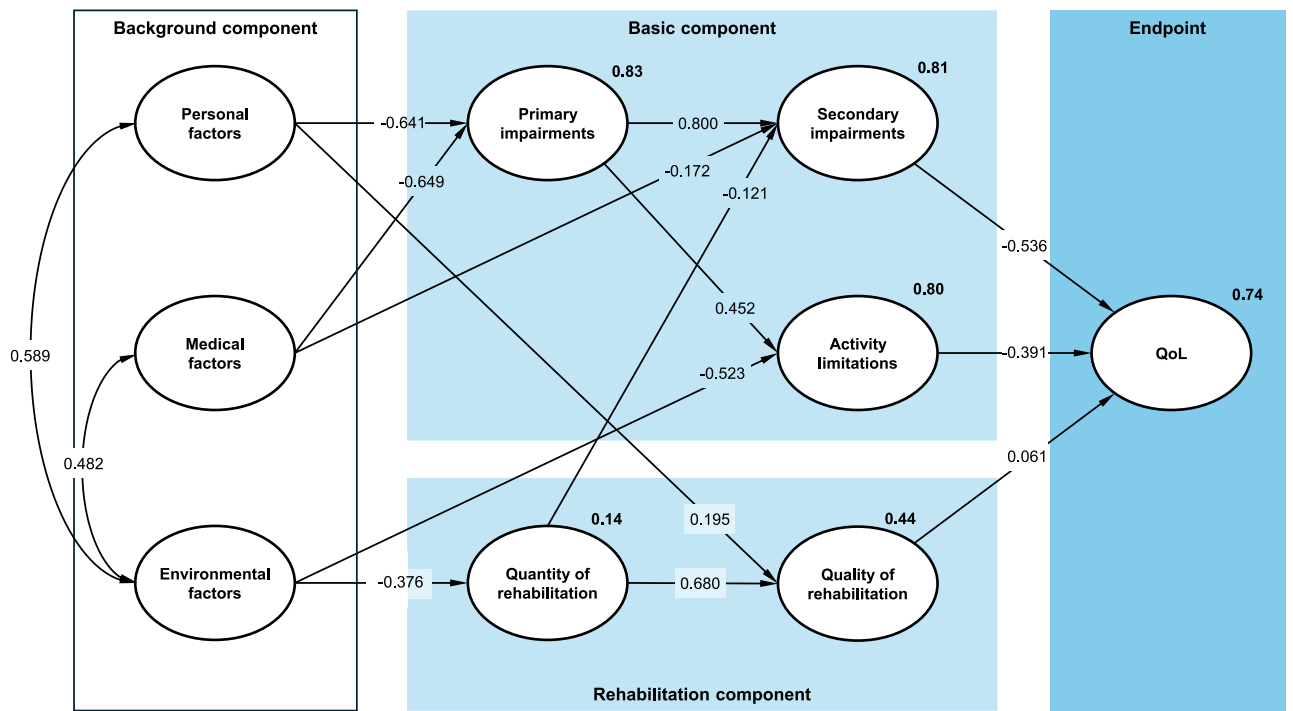 Background component
Basic component
Endpoint
0.83
0.81
Personal
factors
Primary
impairments
Secondary
impairments
-0.641
0.800
-0.172
-0.649
-0.121
-0.536
0.80
0.74
0.452
Medical
factors
Activity
limitations
QoL
0.589
-0.391
-0.523
0.482
0.061
0.14
0.195
0.44
Environmental
factors
-0.376
Quantity of
rehabilitation
0.680
Quality of
rehabilitation
Rehabilitation component